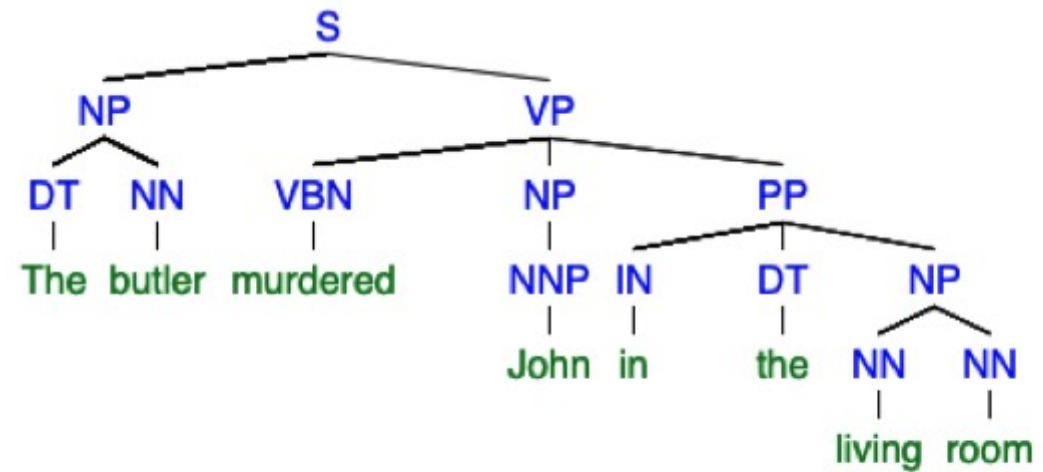 S
NP VP
DT NN VBN NP PP
The butler murdered NNP IN DT NP
John in the NN NN
living room